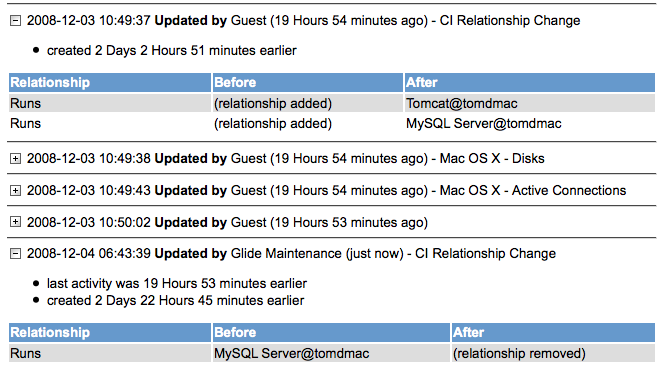 2008-12-03 10:49:37 Updated by Guest (19 Hours 54 minutes ago) - CI Relationship Change
created 2 Days 2 Hours 51 minutes earlier
Relationship Before After
Runs (relationship added) Tomcat@tomdmac
Runs (relationship added) MySQL Server@tomdmac
2008-12-03 10:49:38 Updated by Guest (19 Hours 54 minutes ago) - Mac OS X - Disks
2008-12-03 10:49:43 Updated by Guest (19 Hours 54 minutes ago) - Mac OS X - Active Connections
2008-12-03 10:50:02 Updated by Guest (19 Hours 53 minutes ago)
2008-12-04 06:43:39 Updated by Glide Maintenance (just now) - CI Relationship Change
last activity was 19 Hours 53 minutes earlier
created 2 Days 22 Hours 45 minutes earlier
Relationship Before After
Runs MySQL Server@tomdmac (relationship removed)